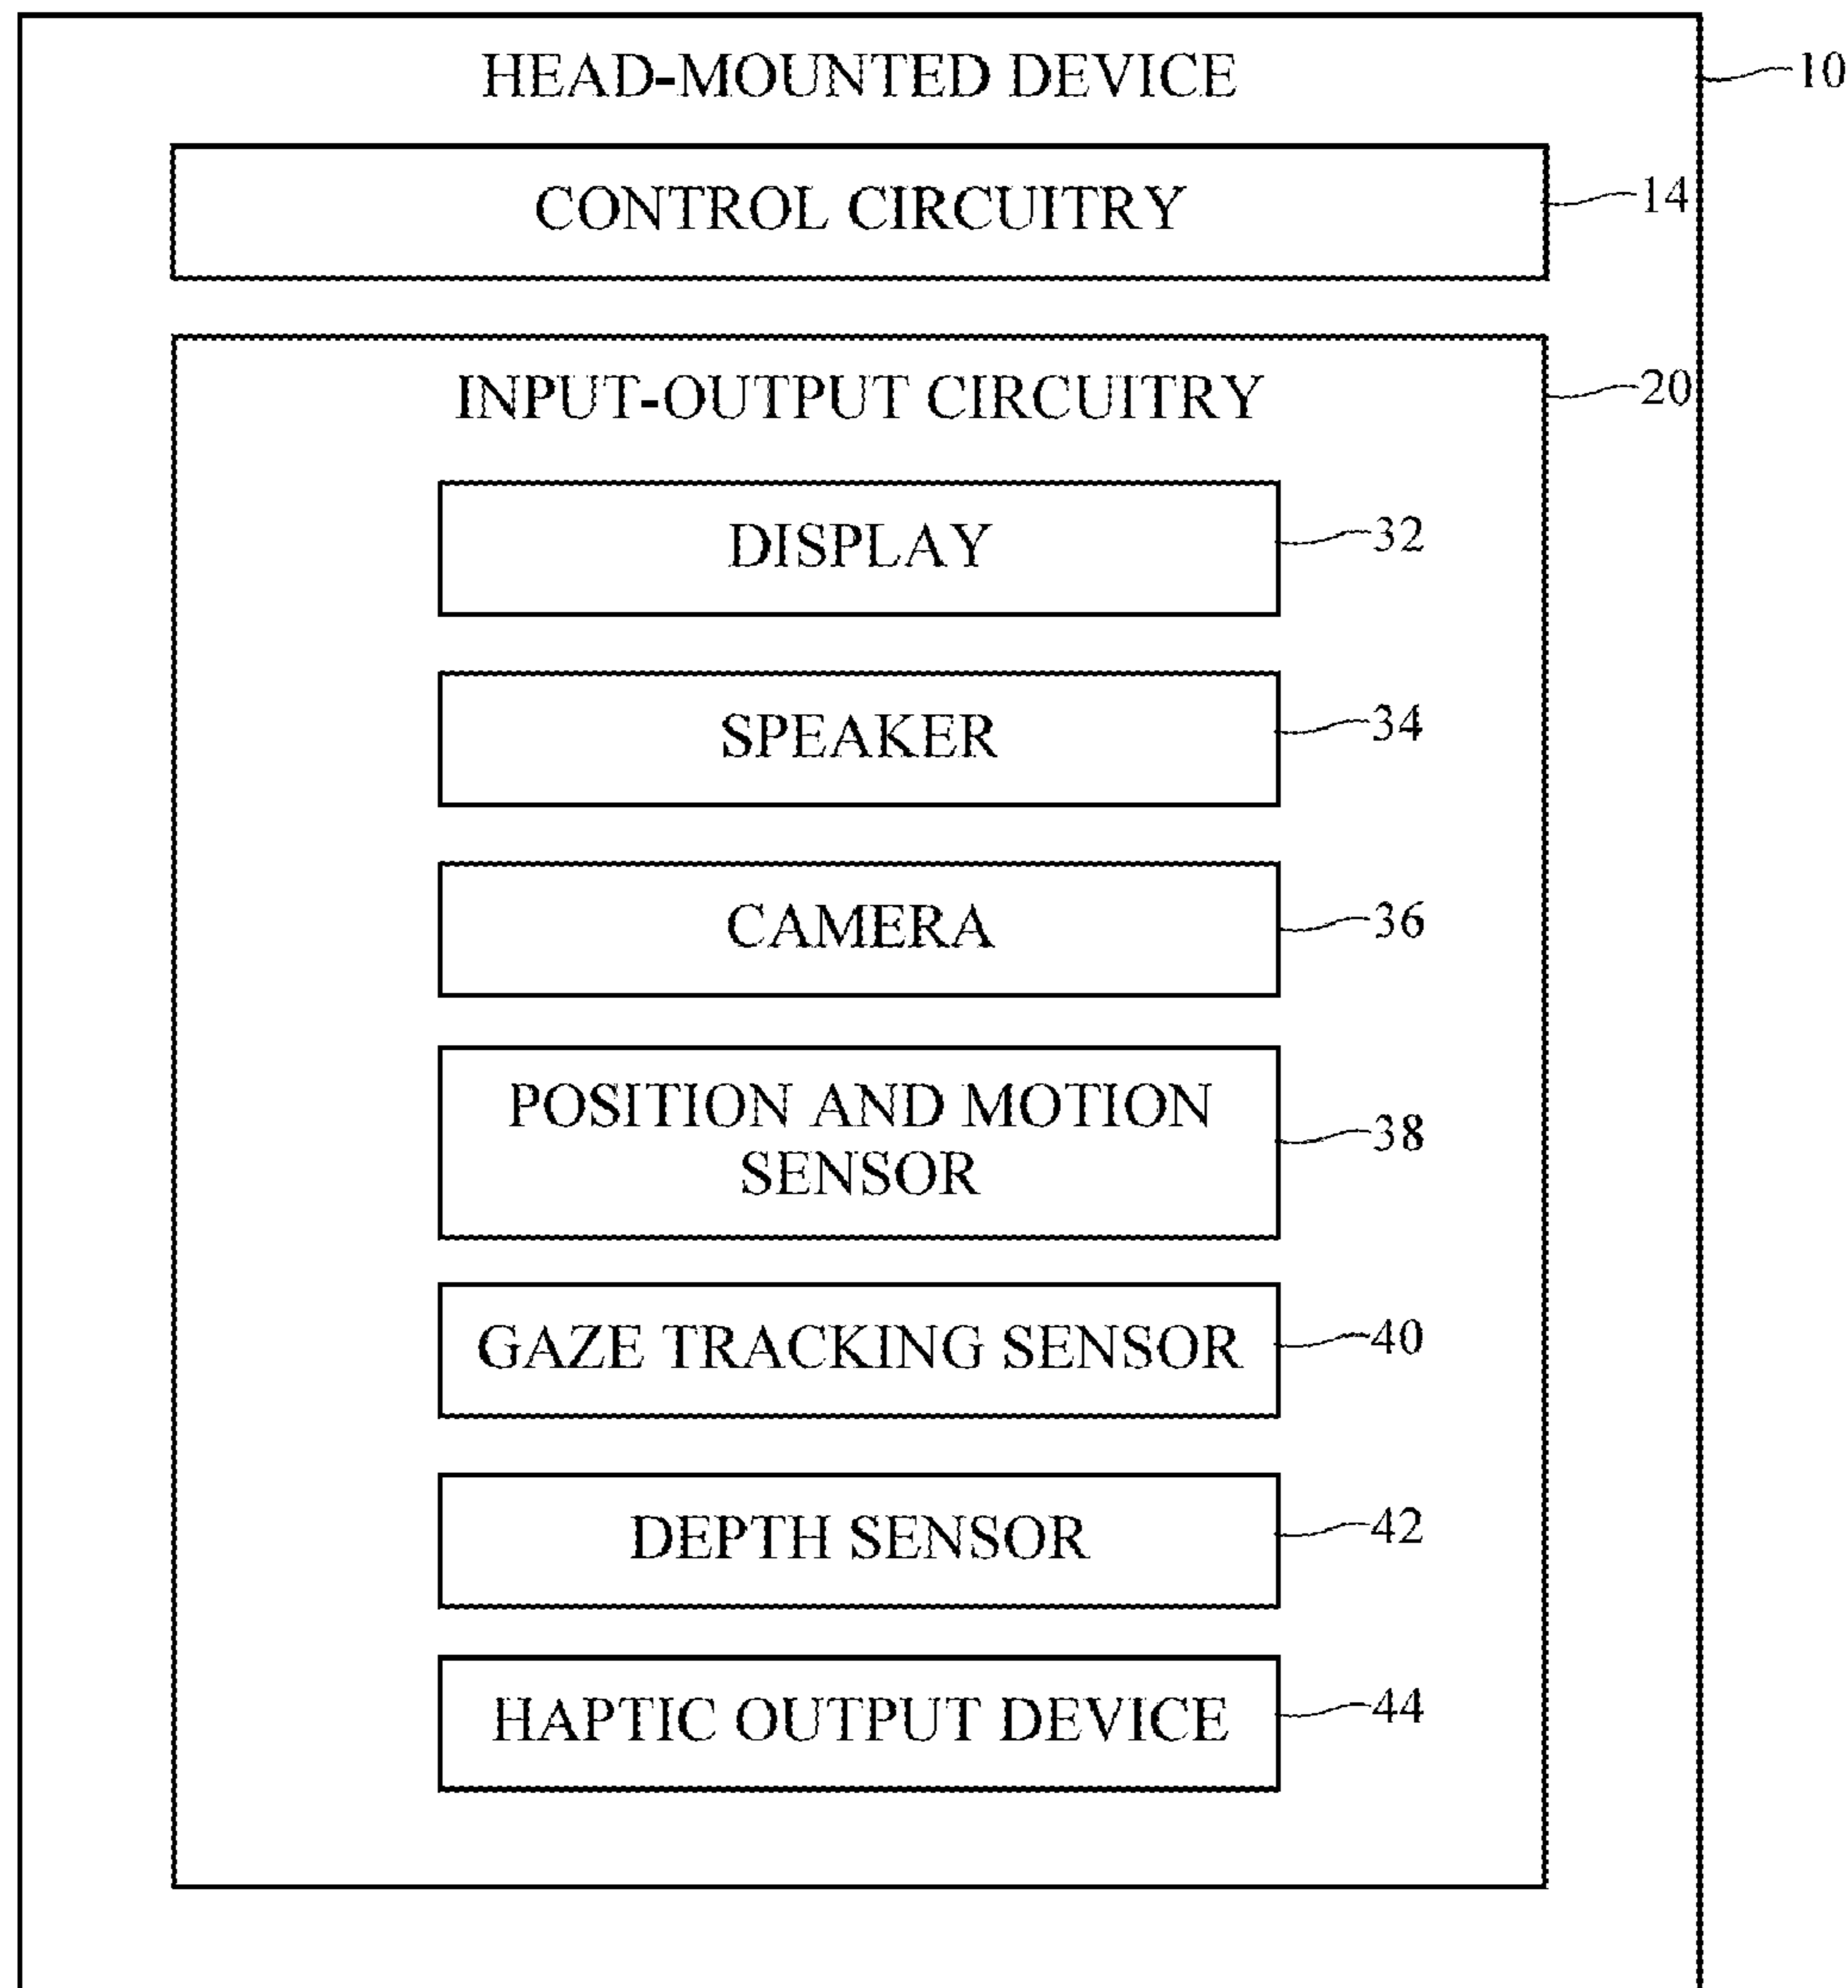 HEAD-MOUNTED DEVICE
10
CONTROL CIRCUITRY
14
INPUT-OUTPUT CIRCUITRY
20
DISPLAY
32
SPEAKER
34
CAMERA
36
POSITION AND MOTION
SENSOR
38
GAZE TRACKING SENSOR
40
DEPTH SENSOR
42
HAPTIC OUTPUT DEVICE
44